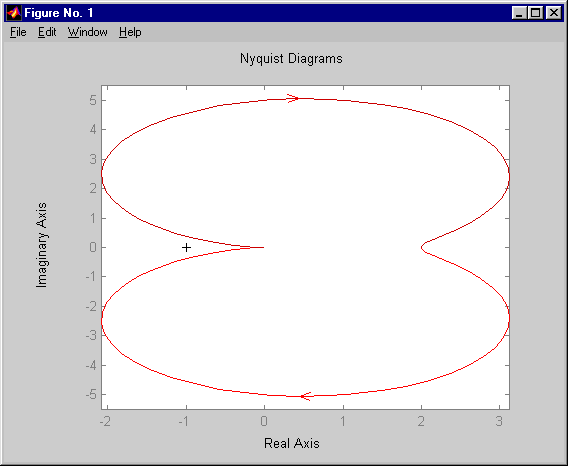 Figure No. 1
File Edit Window Help
Nyquist Diagrams
5
4
3
2
1
0
-1
-2
-3
-4
-5
Imaginary Axis
-2 -1 0 1 2 3
Real Axis